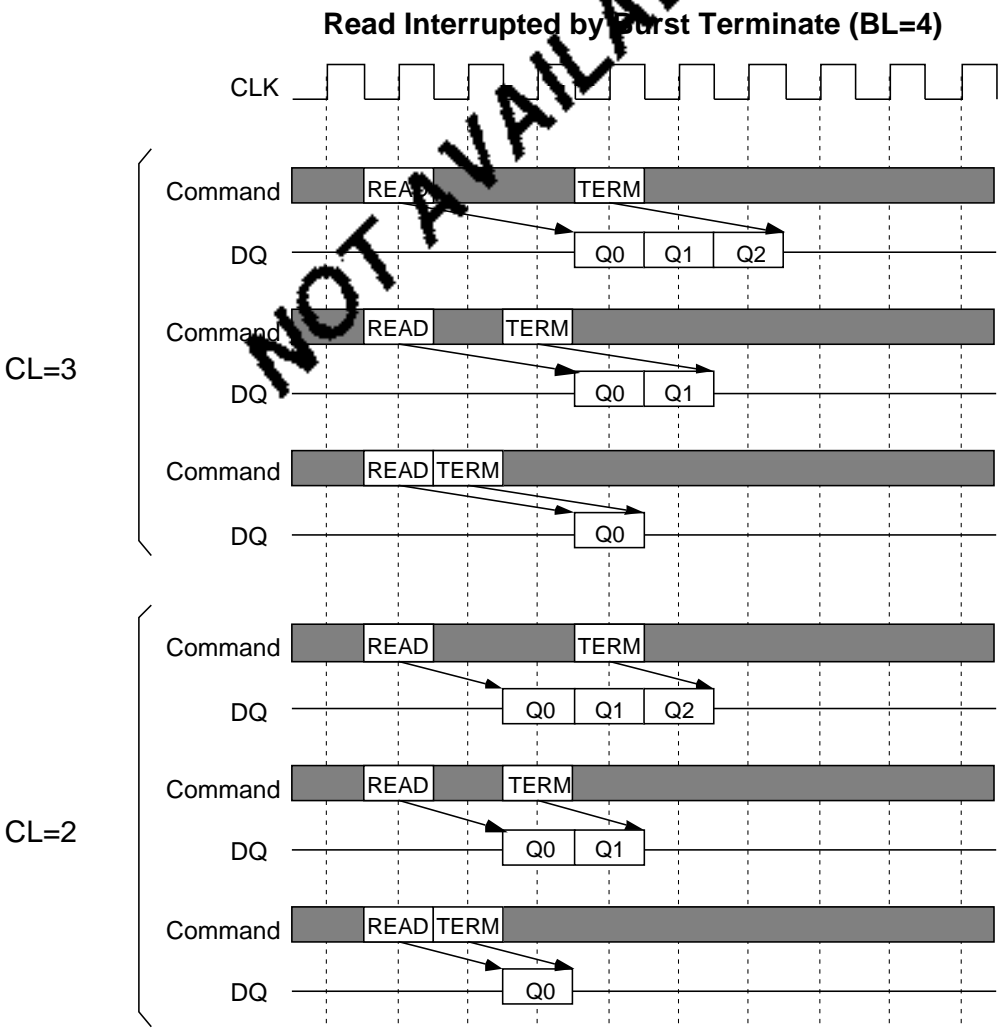 Read Interrupted by Burst Terminate (BL=4)
CLK
Command READ TERM
DQ Q0 Q1 Q2
CL=3
Command READ TERM
DQ Q0 Q1
Command READ TERM
DQ Q0
Command READ TERM
DQ Q0 Q1 Q2
CL=2
Command READ TERM
DQ Q0 Q1
Command READ TERM
DQ Q0
NOT